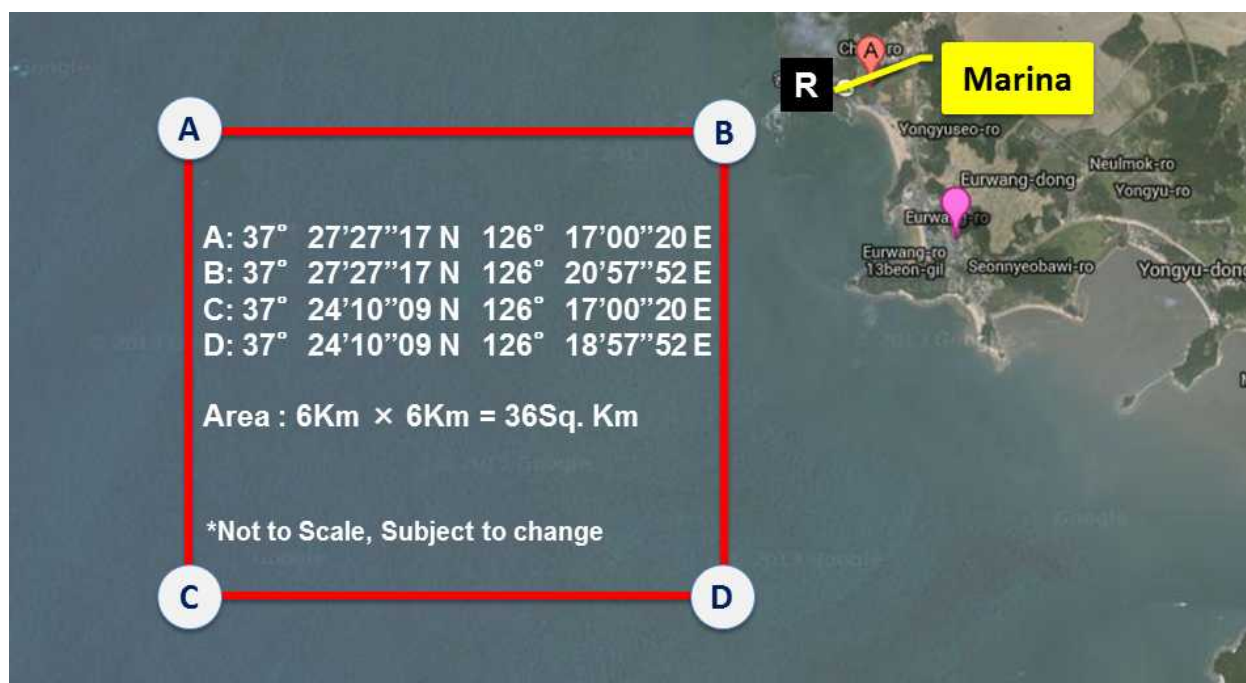 Google
Ch A ro
R
Marina
A
B
Yongyuseo-ro
Neulmok-ro
Eurwang-dong
Yongyu-ro
A: 37° 27’27”17 N 126° 17’00”20 E
B: 37° 27’27”17 N 126° 20’57”52 E
C: 37° 24’10”09 N 126° 17’00”20 E
D: 37° 24’10”09 N 126° 18’57”52 E
Eurwang-ro
13beon-gil
Seonnyeobawi-ro
Yongyu-dong
Area : 6Km × 6Km = 36Sq. Km
*Not to Scale, Subject to change
Google
Google
C
D